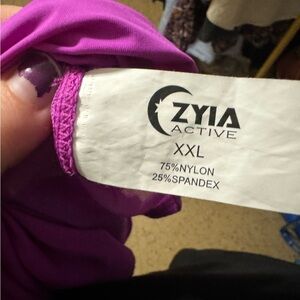 ZYIA
ACTIVE
XXL
75%NYLON
25%SPANDEX